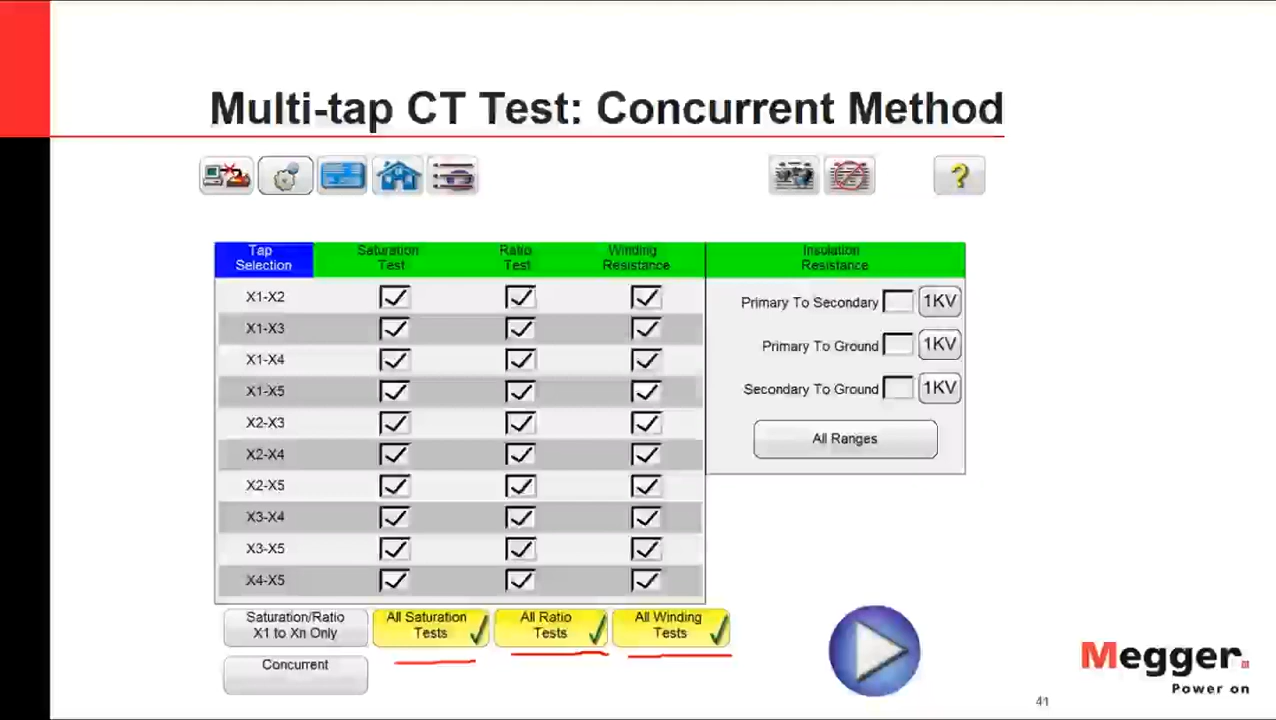 Multi-tap CT Test: Concurrent Method
?
Tap Selection
Saturation Test
Ratio Test
Winding Resistance
Insolation Resistance
X1-X2
X1-X3
X1-X4
X1-X5
X2-X3
X2-X4
X2-X5
X3-X4
X3-X5
X4-X5
Primary To Secondary 1KV
Primary To Ground 1KV
Secondary To Ground 1KV
All Ranges
Saturation/Ratio
X1 to Xn Only
All Saturation
Tests
All Ratio
Tests
All Winding
Tests
Concurrent
Megger
Power on
41